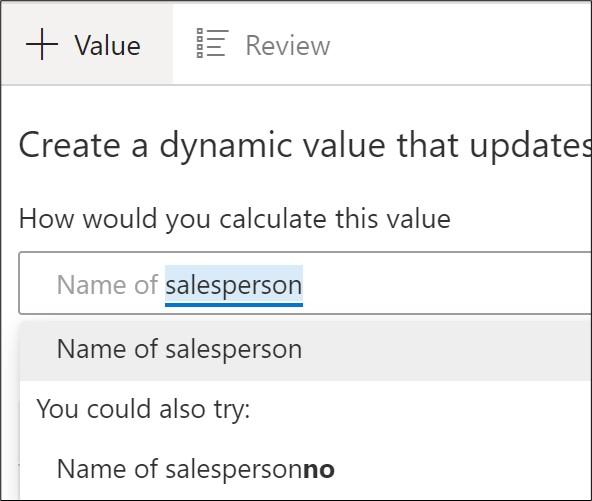 Value
Review
Create a dynamic value that updates
How would you calculate this value
Name of salesperson
Name of salesperson
You could also try:
Name of salespersonno